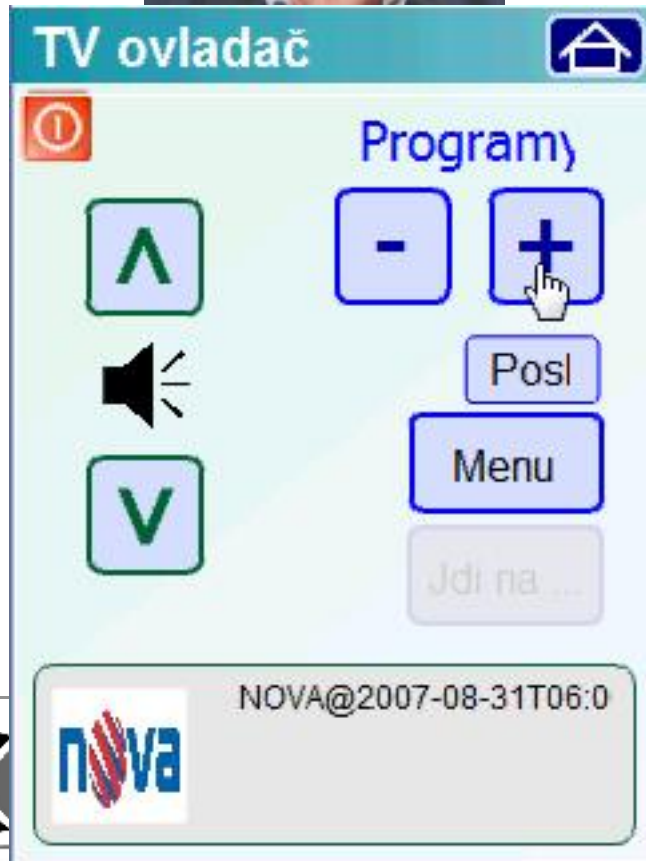 TV ovladač
Programy
-
+
Posl
Menu
Jdi na ...
NOVA@2007-08-31T06:0
nova